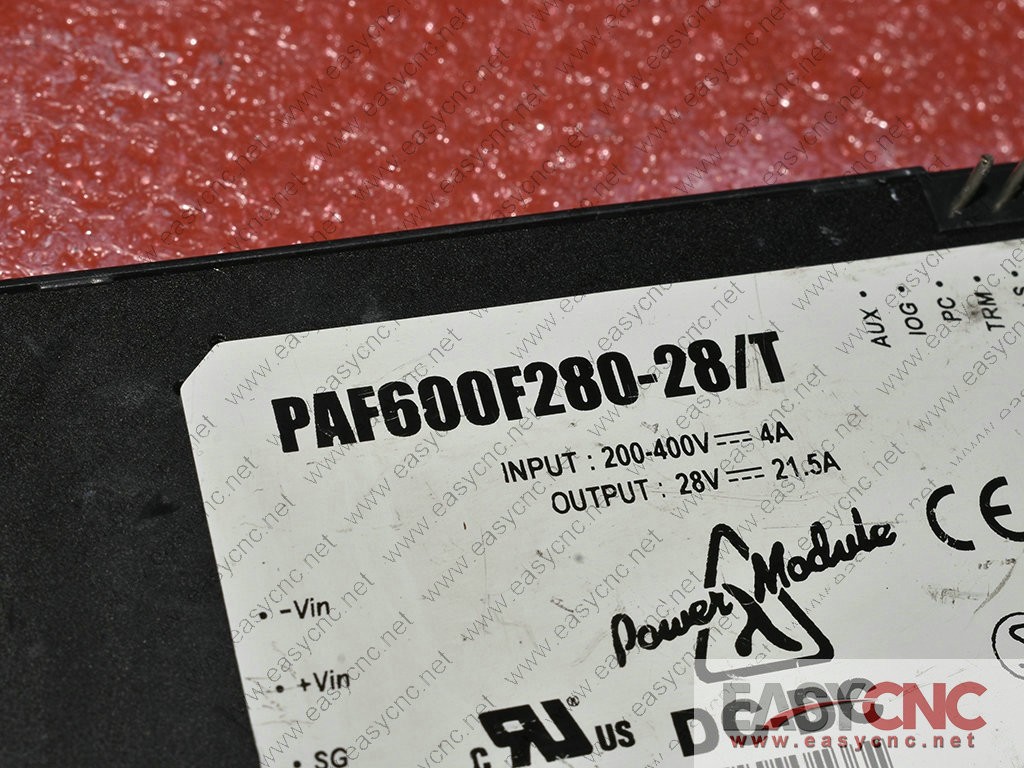 AUX
IOG
PC
TRM
S
PAF600F280-28/T
INPUT : 200-400V 4A
OUTPUT : 28V 21.5A
Power Module
CE
-Vin
+Vin
SG
c RU ® US
EASYCNC
www.easycnc.net